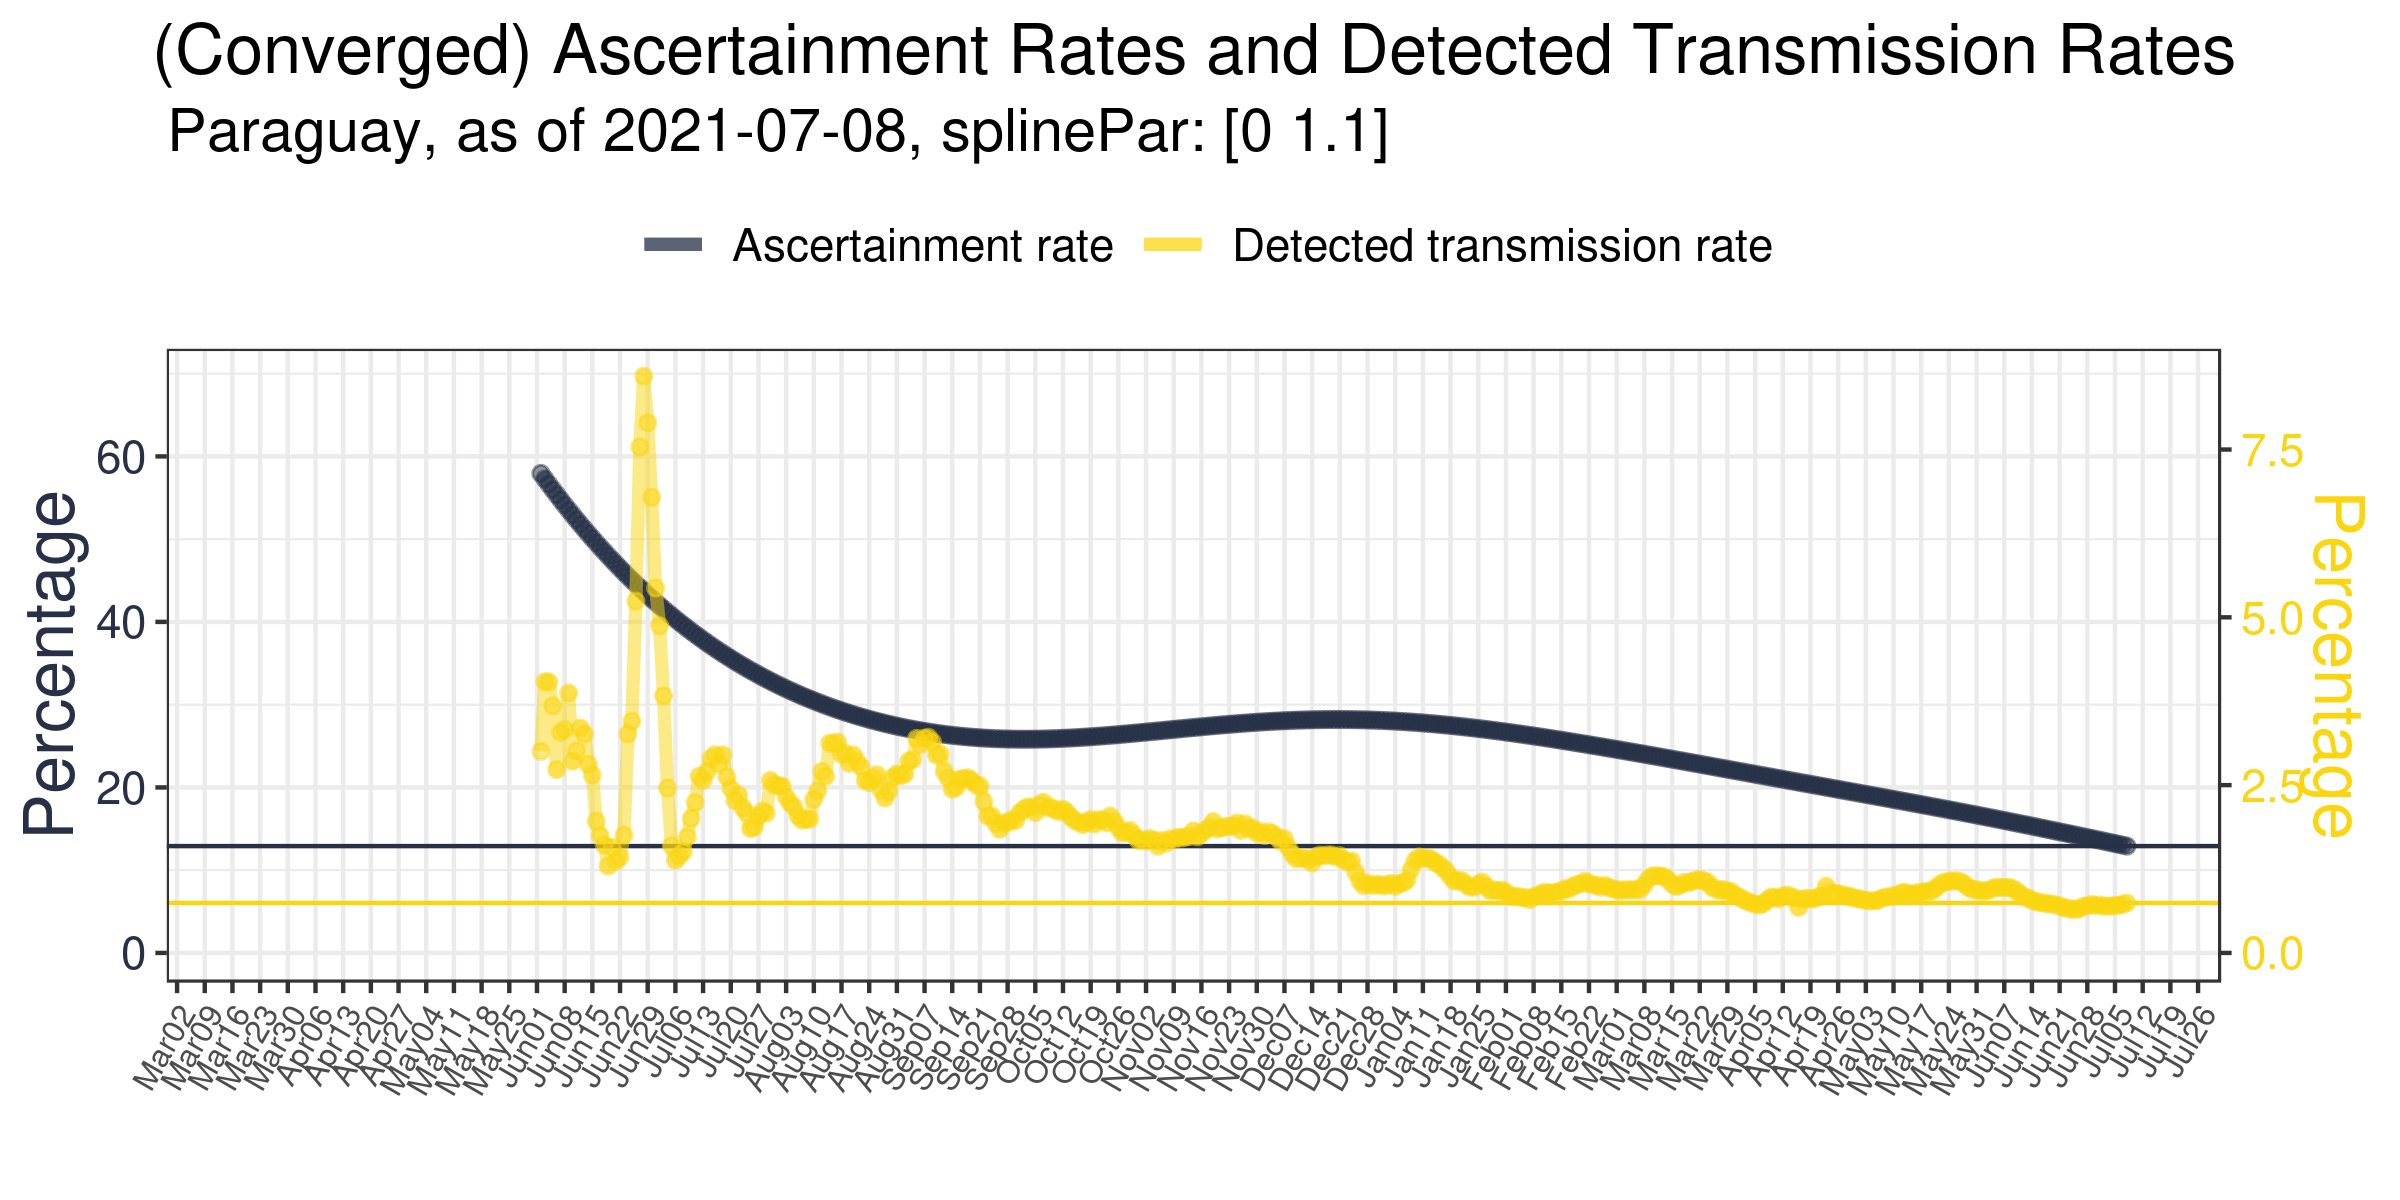 (Converged) Ascertainment Rates and Detected Transmission Rates
Paraguay, as of 2021-07-08, splinePar: [0 1.1]
Ascertainment rate
Detected transmission rate
Percentage
60
40
20
0
7.5
5.0
2.5
0.0
Percentage
Mar02
Mar09
Mar16
Mar23
Mar30
Apr06
Apr13
Apr20
Apr27
May04
May11
May18
May25
Jun01
Jun08
Jun15
Jun22
Jun29
Jul06
Jul13
Jul20
Jul27
Aug03
Aug10
Aug17
Aug24
Aug31
Sep07
Sep14
Sep21
Sep28
Oct05
Oct12
Oct19
Oct26
Nov02
Nov09
Nov16
Nov23
Nov30
Dec07
Dec14
Dec21
Dec28
Jan04
Jan11
Jan18
Jan25
Feb01
Feb08
Feb15
Feb22
Mar01
Mar08
Mar15
Mar22
Mar29
Apr05
Apr12
Apr19
Apr26
May03
May10
May17
May24
May31
Jun07
Jun14
Jun21
Jun28
Jul05
Jul12
Jul19
Jul26